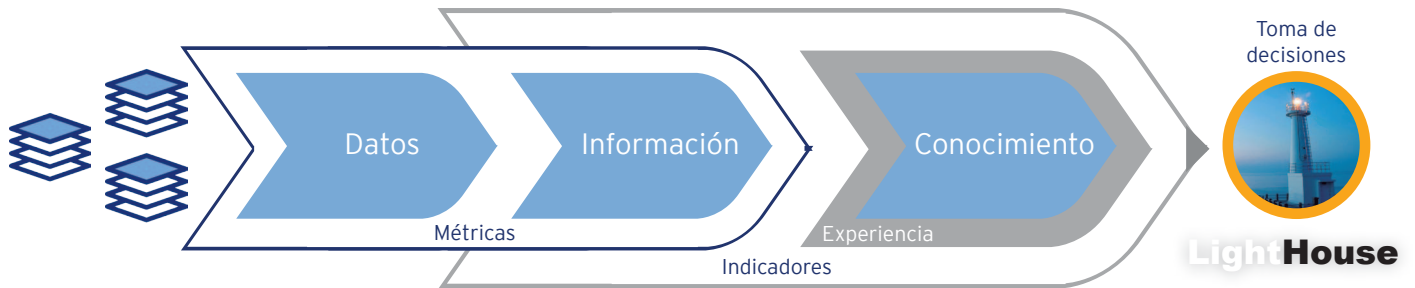 Toma de
decisiones
Datos
Información
Conocimiento
Métricas
Experiencia
Indicadores
LightHouse